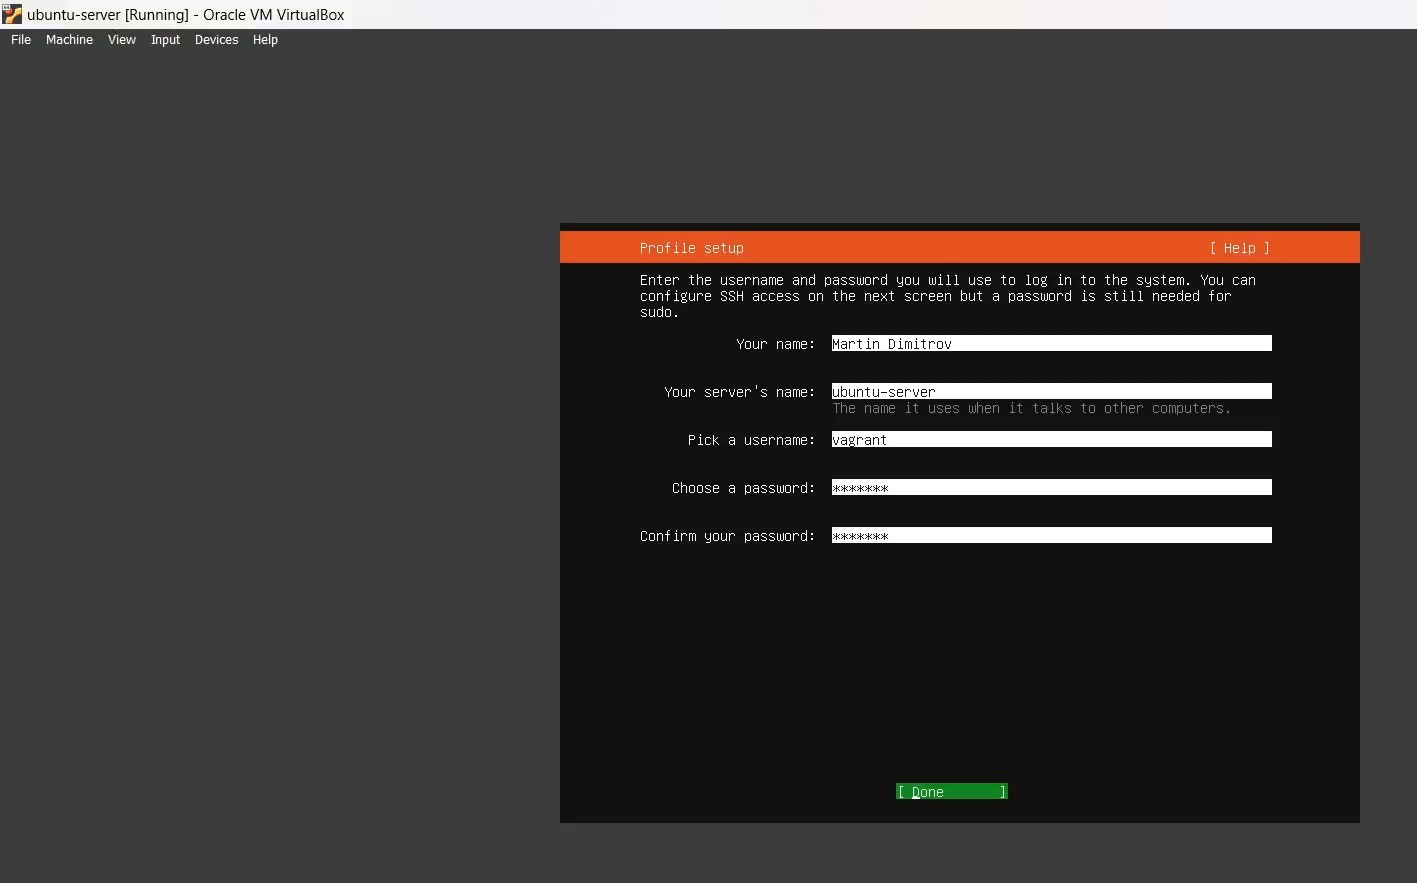 ubuntu-server [Running] - Oracle VM VirtualBox
File Machine View Input Devices Help
Profile setup [ Help ]
Enter the username and password you will use to log in to the system. You can
configure SSH access on the next screen but a password is still needed for
sudo.
Your name: Martin Dimitrov
Your server's name: ubuntu-server
The name it uses when it talks to other computers.
Pick a username: vagrant
Choose a password: *******
Confirm your password: *******
[ Done ]